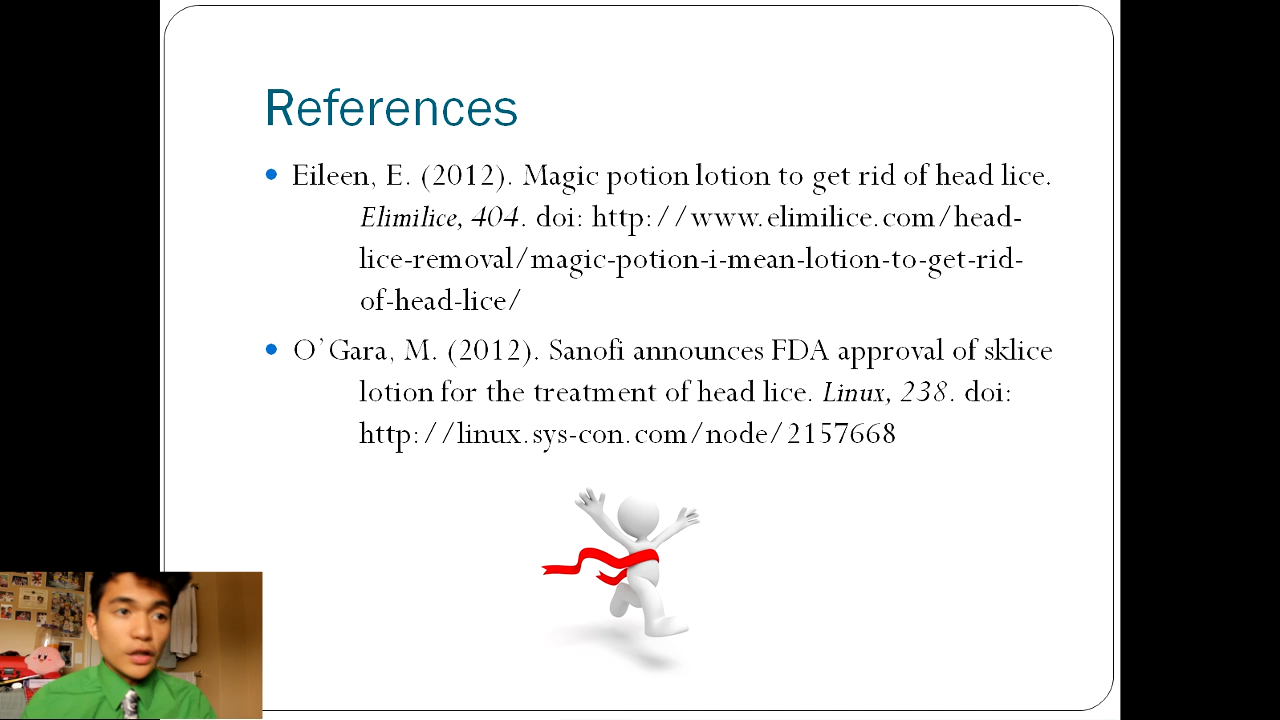 References
Eileen, E. (2012). Magic potion lotion to get rid of head lice.
Elimilice, 404. doi: http://www.elimilice.com/head-
lice-removal/magic-potion-i-mean-lotion-to-get-rid-
of-head-lice/
O’Gara, M. (2012). Sanofi announces FDA approval of sklice
lotion for the treatment of head lice. Linux, 238. doi:
http://linux.sys-con.com/node/2157668